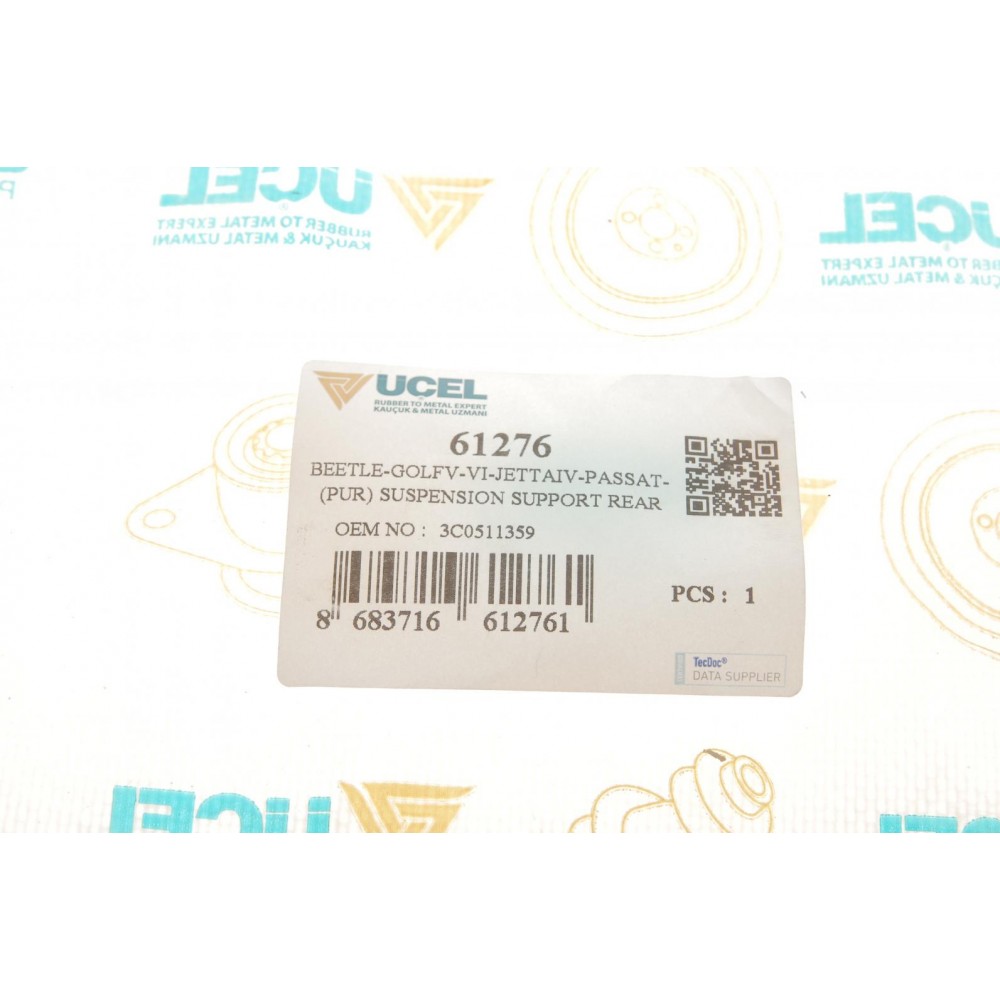 UCEL
RUBBER TO METAL EXPERT
KAUÇUK & METAL UZMANI
UCEL
RUBBER TO METAL EXPERT
KAUÇUK & METAL UZMANI
UÇEL
RUBBER TO METAL EXPERT
KAUÇUK & METAL UZMANI
61276
BEETLE-GOLFV-VI-JETTAIV-PASSAT-
(PUR) SUSPENSION SUPPORT REAR
OEM NO : 3C0511359
PCS : 1
8 683716 612761
TecDoc®
DATA SUPPLIER
UCEL